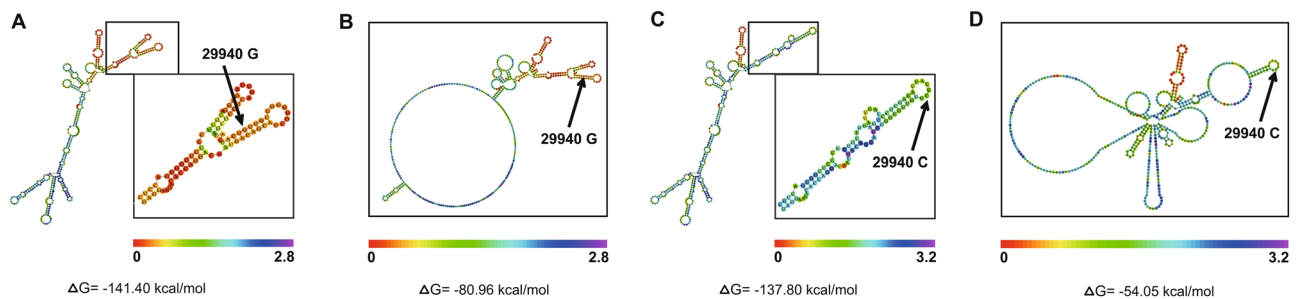 A
29940 G
0 2.8
ΔG= -141.40 kcal/mol
B
29940 G
0 2.8
ΔG= -80.96 kcal/mol
C
29940 C
0 3.2
ΔG= -137.80 kcal/mol
D
29940 C
0 3.2
ΔG= -54.05 kcal/mol